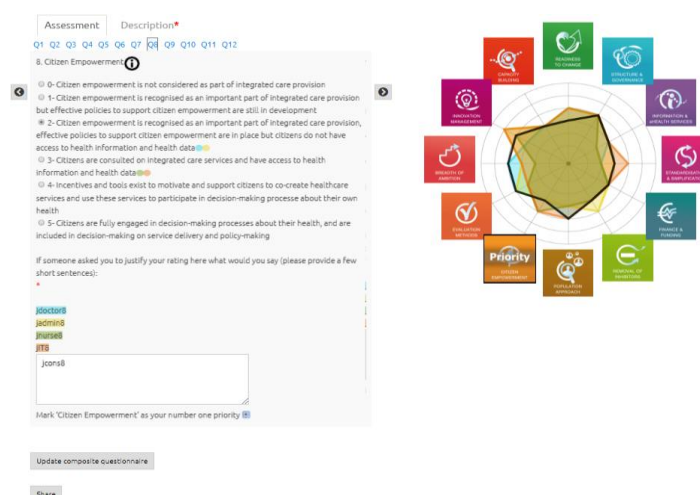 Assessment
Description*
Q1 Q2 Q3 Q4 Q5 Q6 Q7 Q8 Q9 Q10 Q11 Q12
8. Citizen Empowerment
0- Citizen empowerment is not considered as part of integrated care provision
1- Citizen empowerment is recognised as an important part of integrated care provision
but effective policies to support citizen empowerment are still in development
2- Citizen empowerment is recognised as an important part of integrated care provision,
effective policies to support citizen empowerment are in place but citizens do not have
access to health information and health data
3- Citizens are consulted on integrated care services and have access to health
information and health data
4- Incentives and tools exist to motivate and support citizens to co-create healthcare
services and use these services to participate in decision-making process about their own
health
5- Citizens are fully engaged in decision-making processes about their health, and are
included in decision-making on service delivery and policy-making
If someone asked you to justify your rating here what would you say (please provide a few
short sentences):
*
jdoctor8
jadmin8
jnurse8
jIT8
jcons8
Mark 'Citizen Empowerment' as your number one priority
Update composite questionnaire
Share
READINESS
TO CHANGE
STRUCTURE &
GOVERNANCE
INFORMATION &
eHEALTH SERVICES
STANDARDISATI
& SIMPLIFICATI
FINANCE &
FUNDING
REMOVAL OF
INHIBITORS
POPULATION
APPROACH
Priority
CITIZEN
EMPOWERMENT
EVALUATION
METHODS
BREADTH OF
AMBITION
INNOVATION
MANAGEMENT
CAPACITY
BUILDING